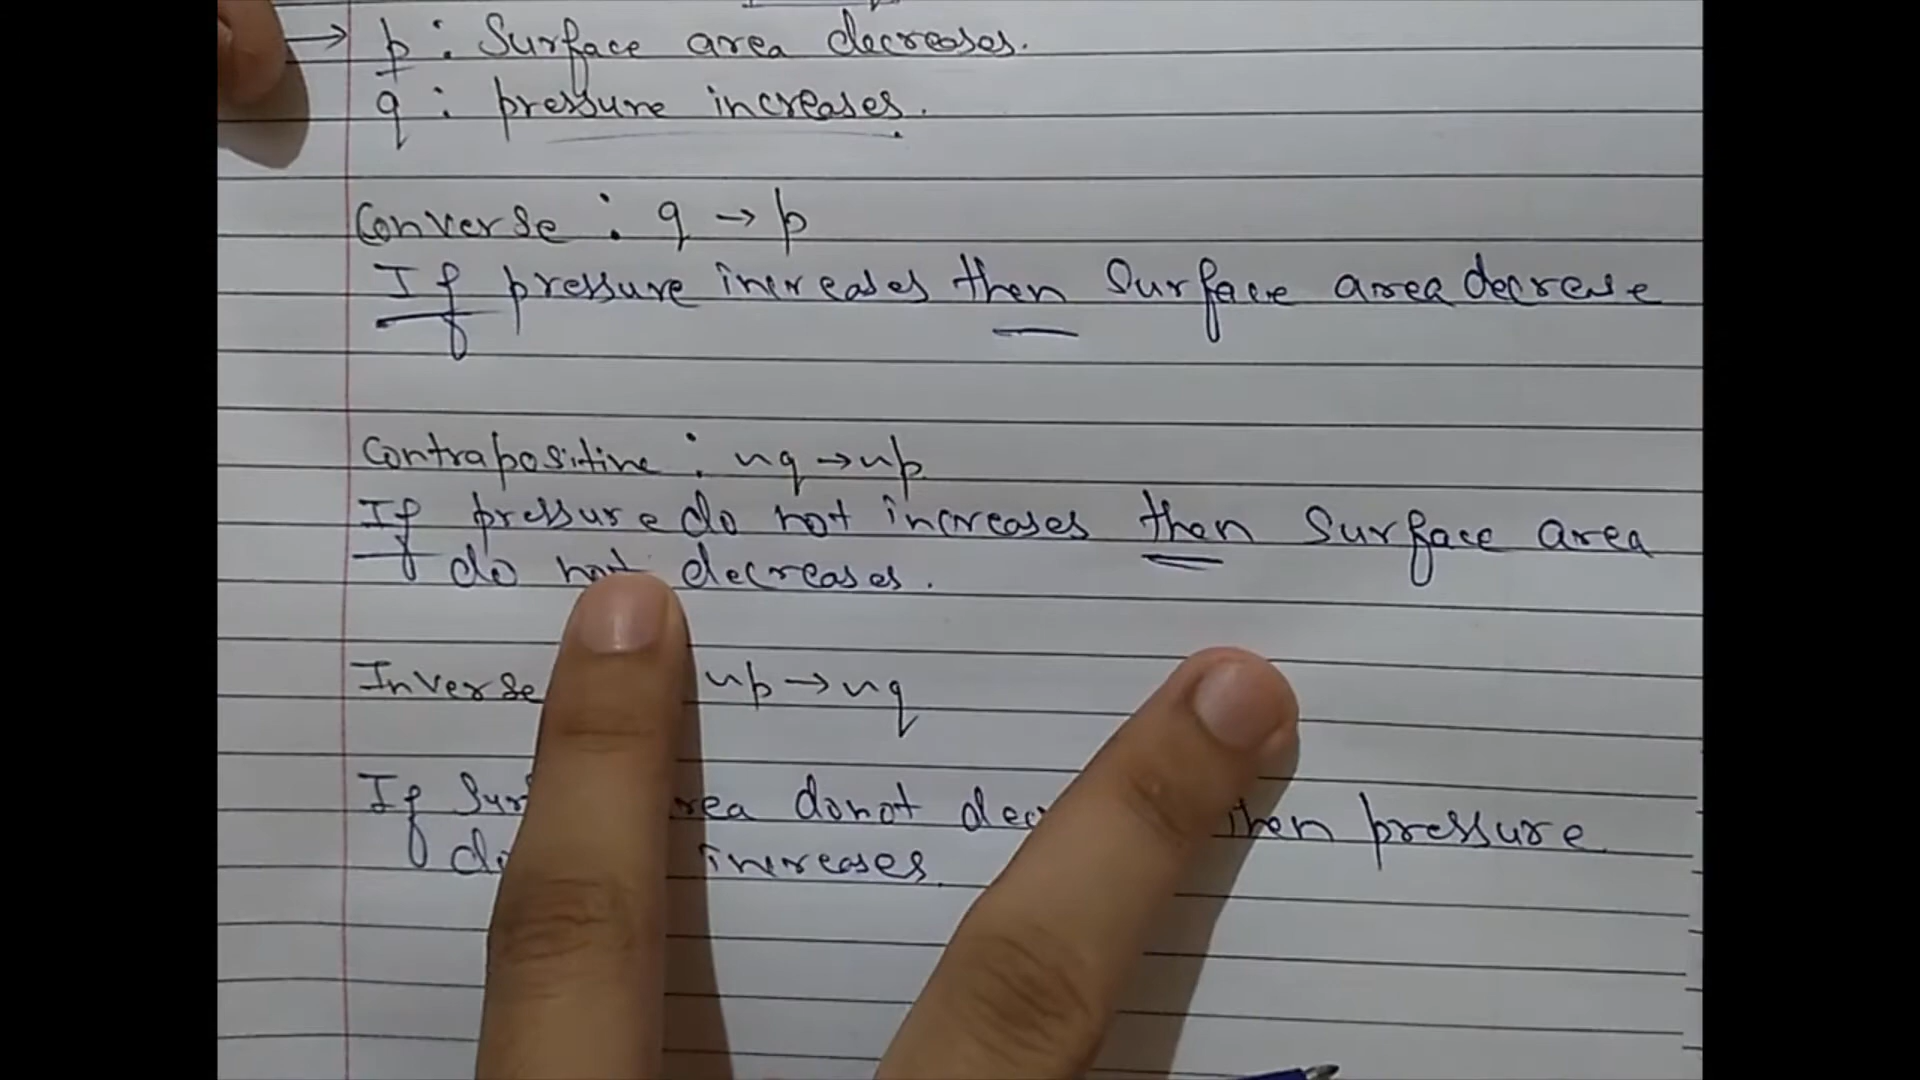 → p : Surface area decreases.
q : pressure increases.
Converse : q → p
If pressure increases then Surface area decrese
Contrapositive : ~q → ~p
If pressure do not increases then Surface area
do not decreases.
Inverse ~p → ~q
If donot then pressure
increases.